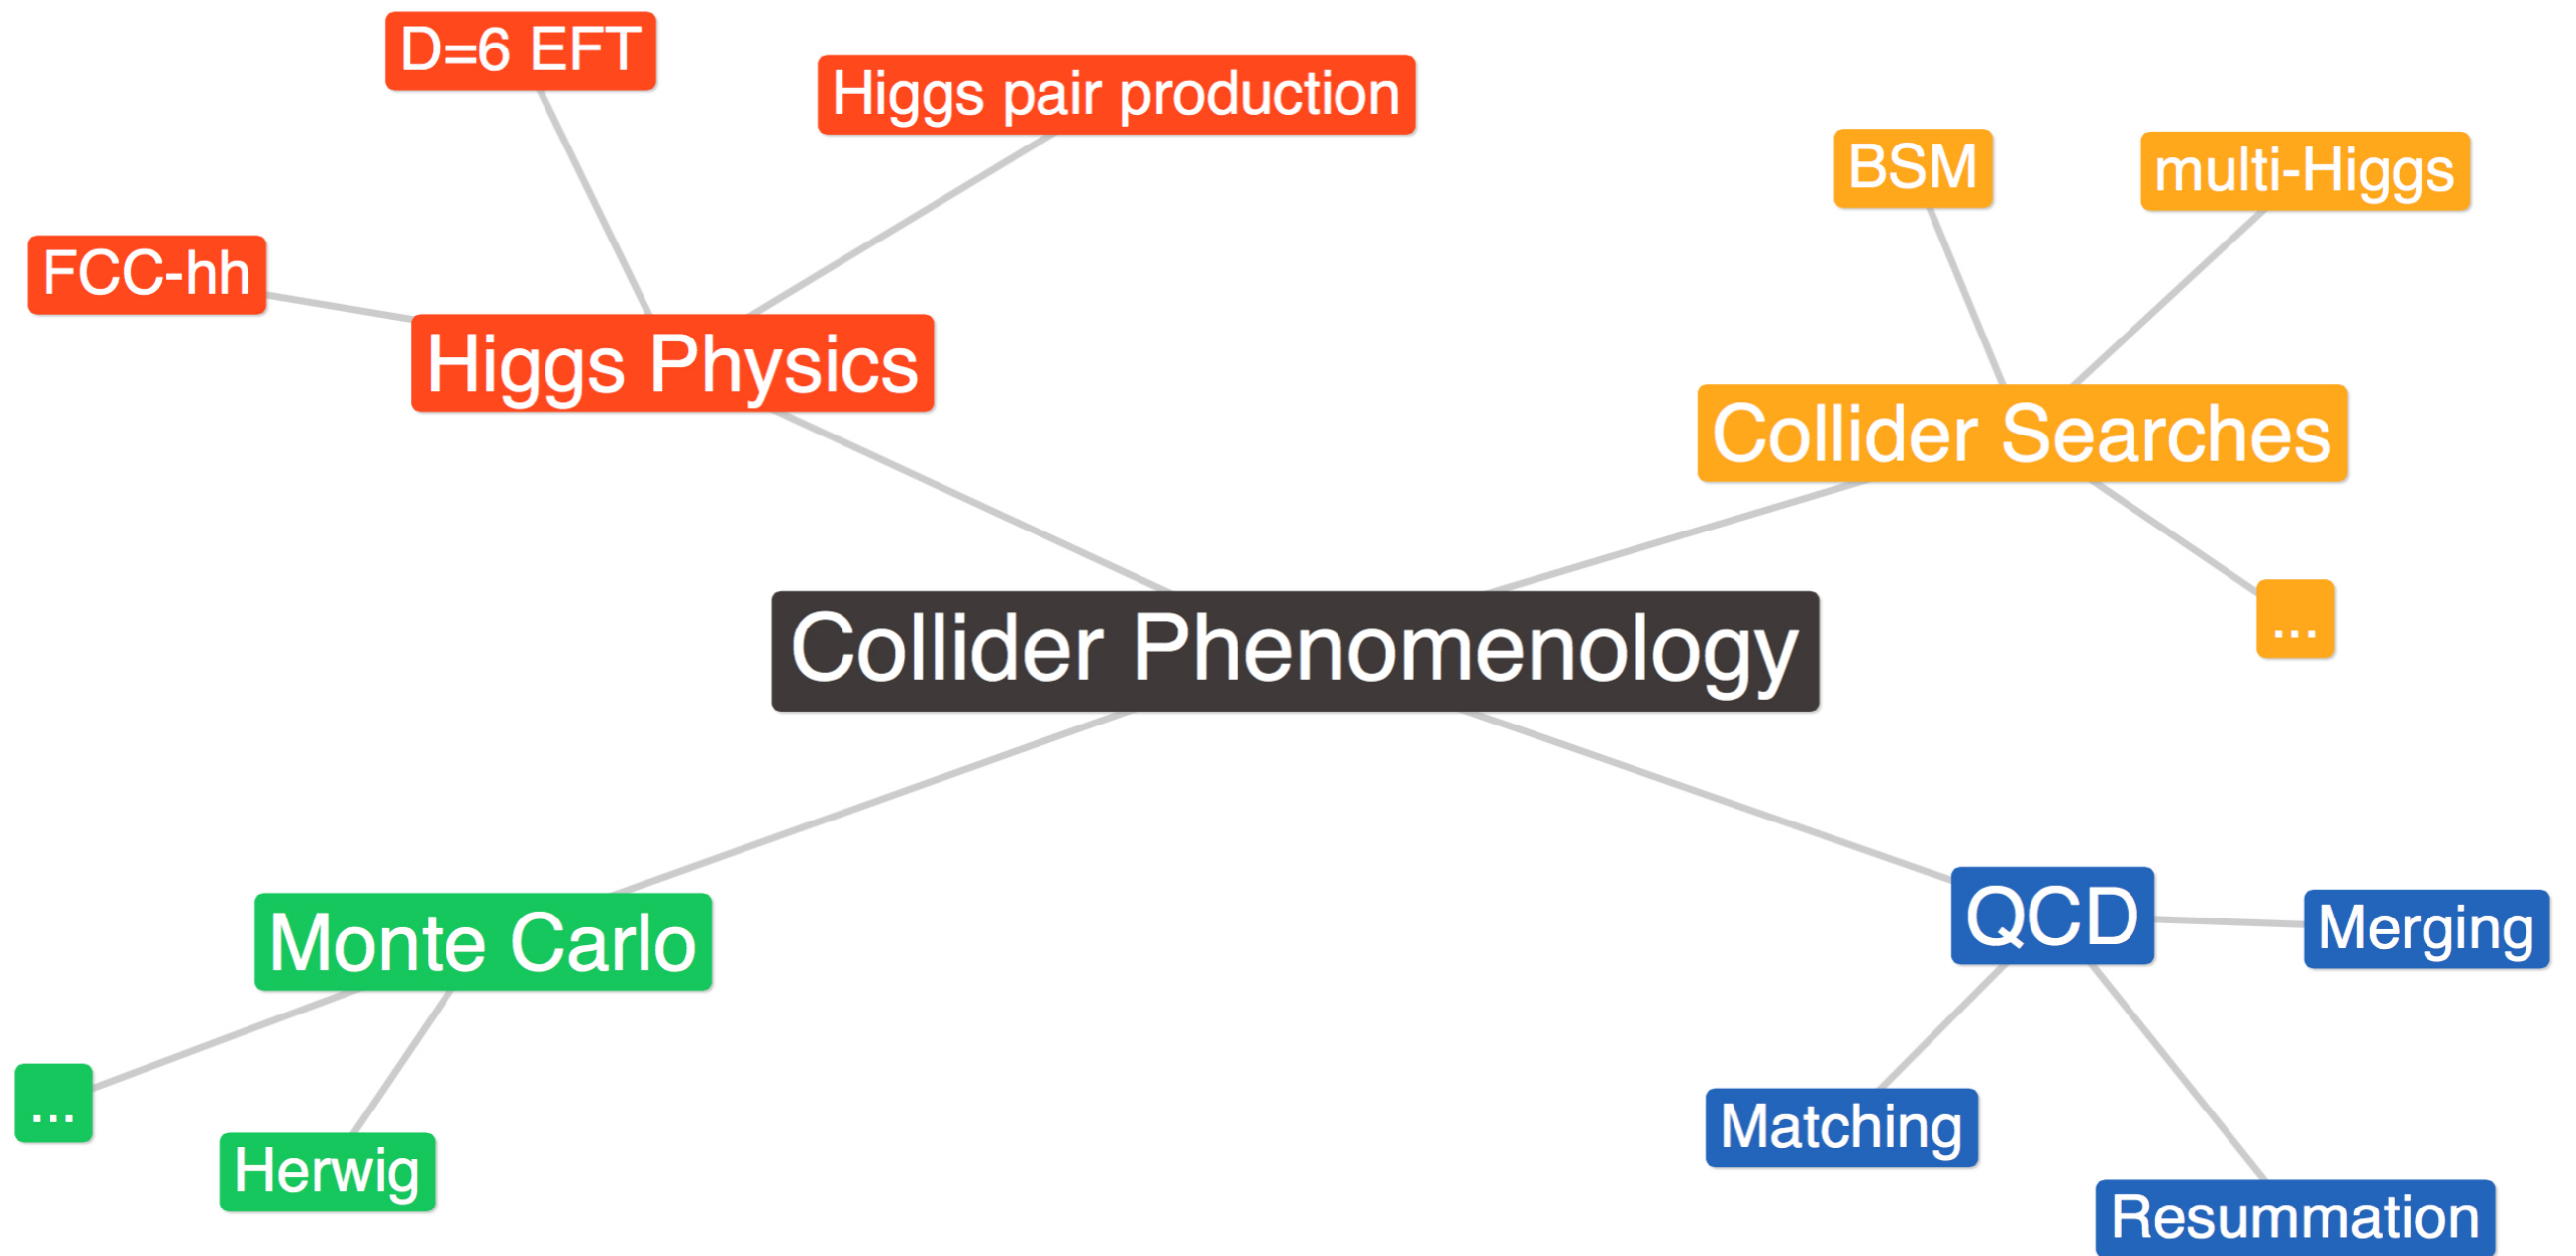 D=6 EFT
Higgs pair production
BSM
multi-Higgs
FCC-hh
Higgs Physics
Collider Searches
...
Collider Phenomenology
Monte Carlo
QCD
Merging
...
Herwig
Matching
Resummation